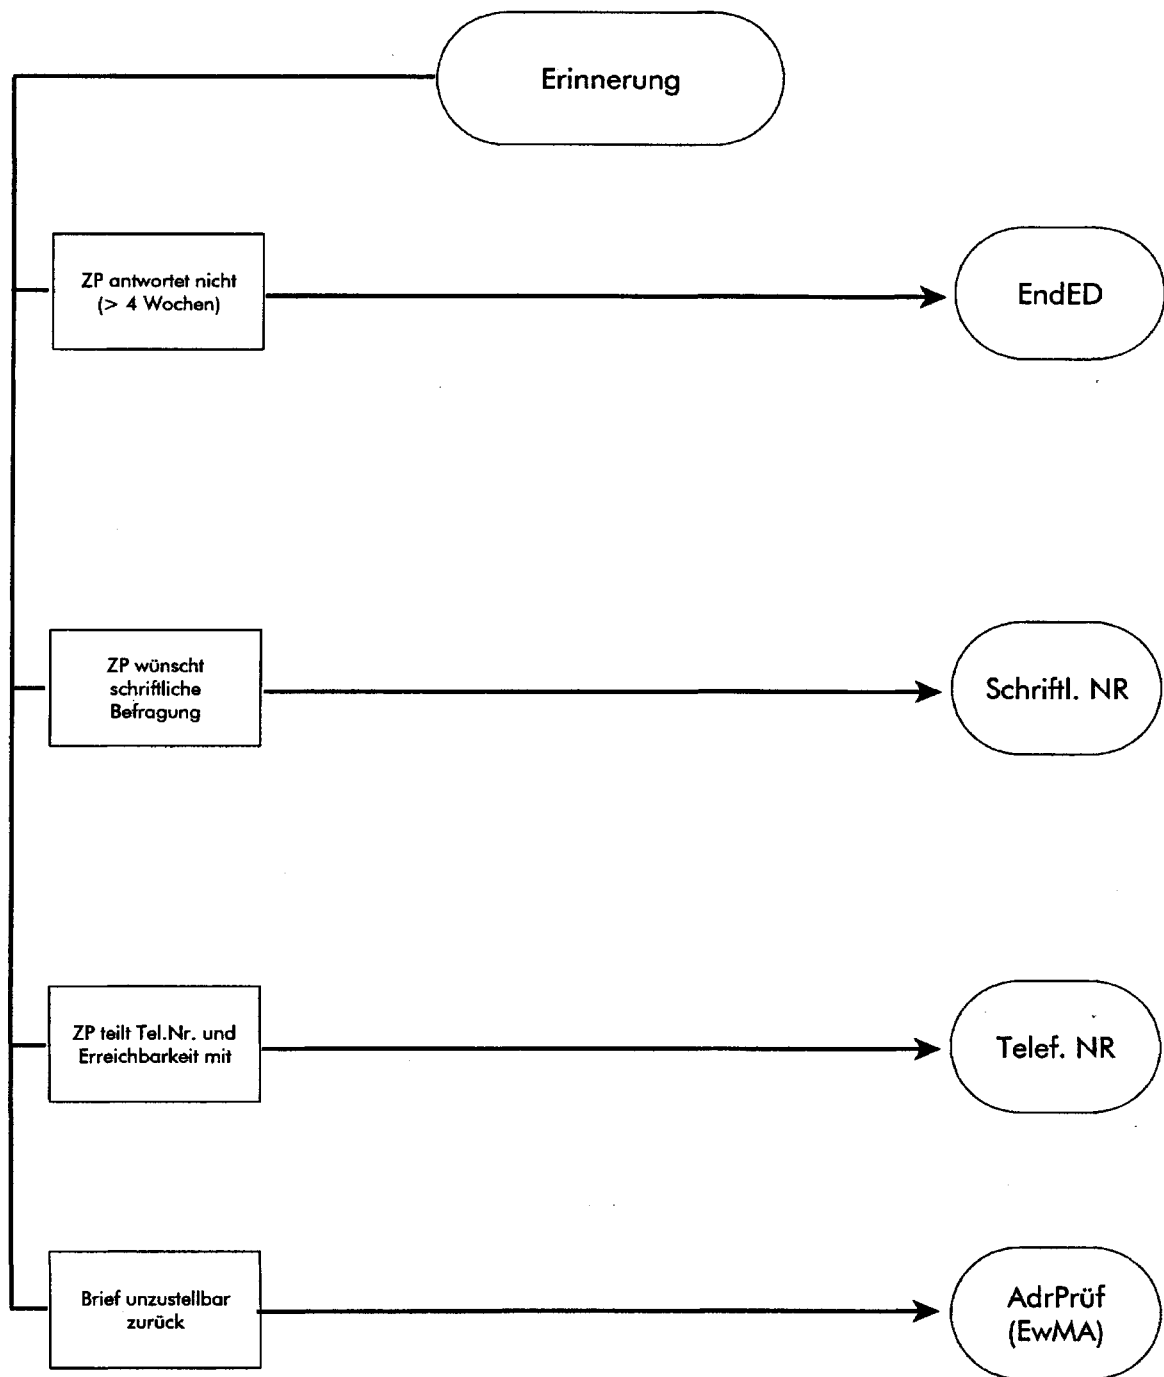 Erinnerung
ZP antwortet nicht
(> 4 Wochen)
EndED
ZP wünscht
schriftliche
Befragung
Schriftl. NR
ZP teilt Tel.Nr. und
Erreichbarkeit mit
Telef. NR
Brief unzustellbar
zurück
AdrPrüf
(EwMA)